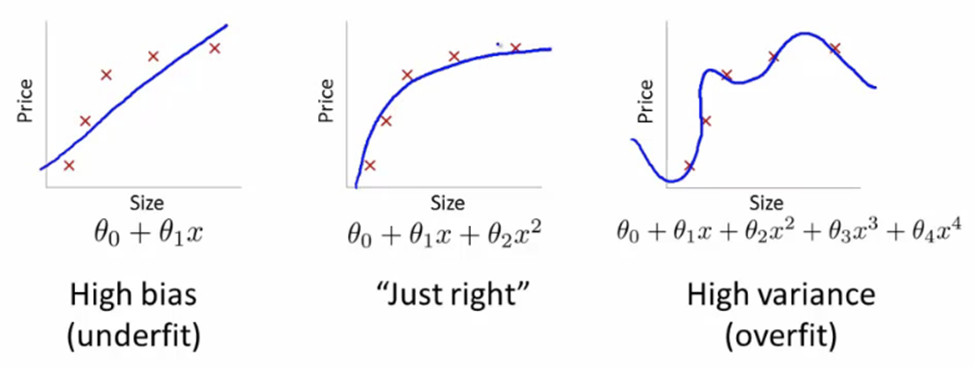 Price
Size
θ₀ + θ₁x
High bias
(underfit)
Price
Size
θ₀ + θ₁x + θ₂x²
“Just right”
Price
Size
θ₀ + θ₁x + θ₂x² + θ₃x³ + θ₄x⁴
High variance
(overfit)